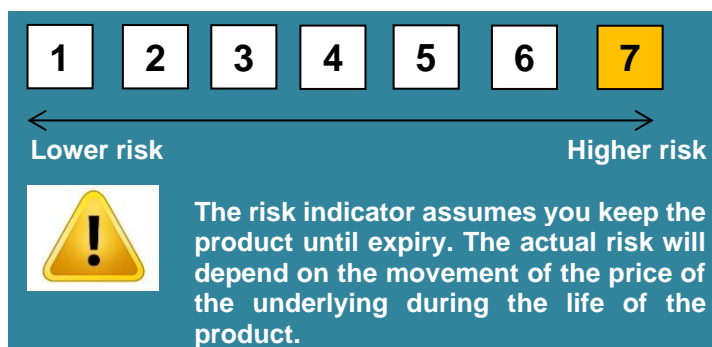 1 2 3 4 5 6 7
Lower risk Higher risk
!
The risk indicator assumes you keep the
product until expiry. The actual risk will
depend on the movement of the price of
the underlying during the life of the
product.